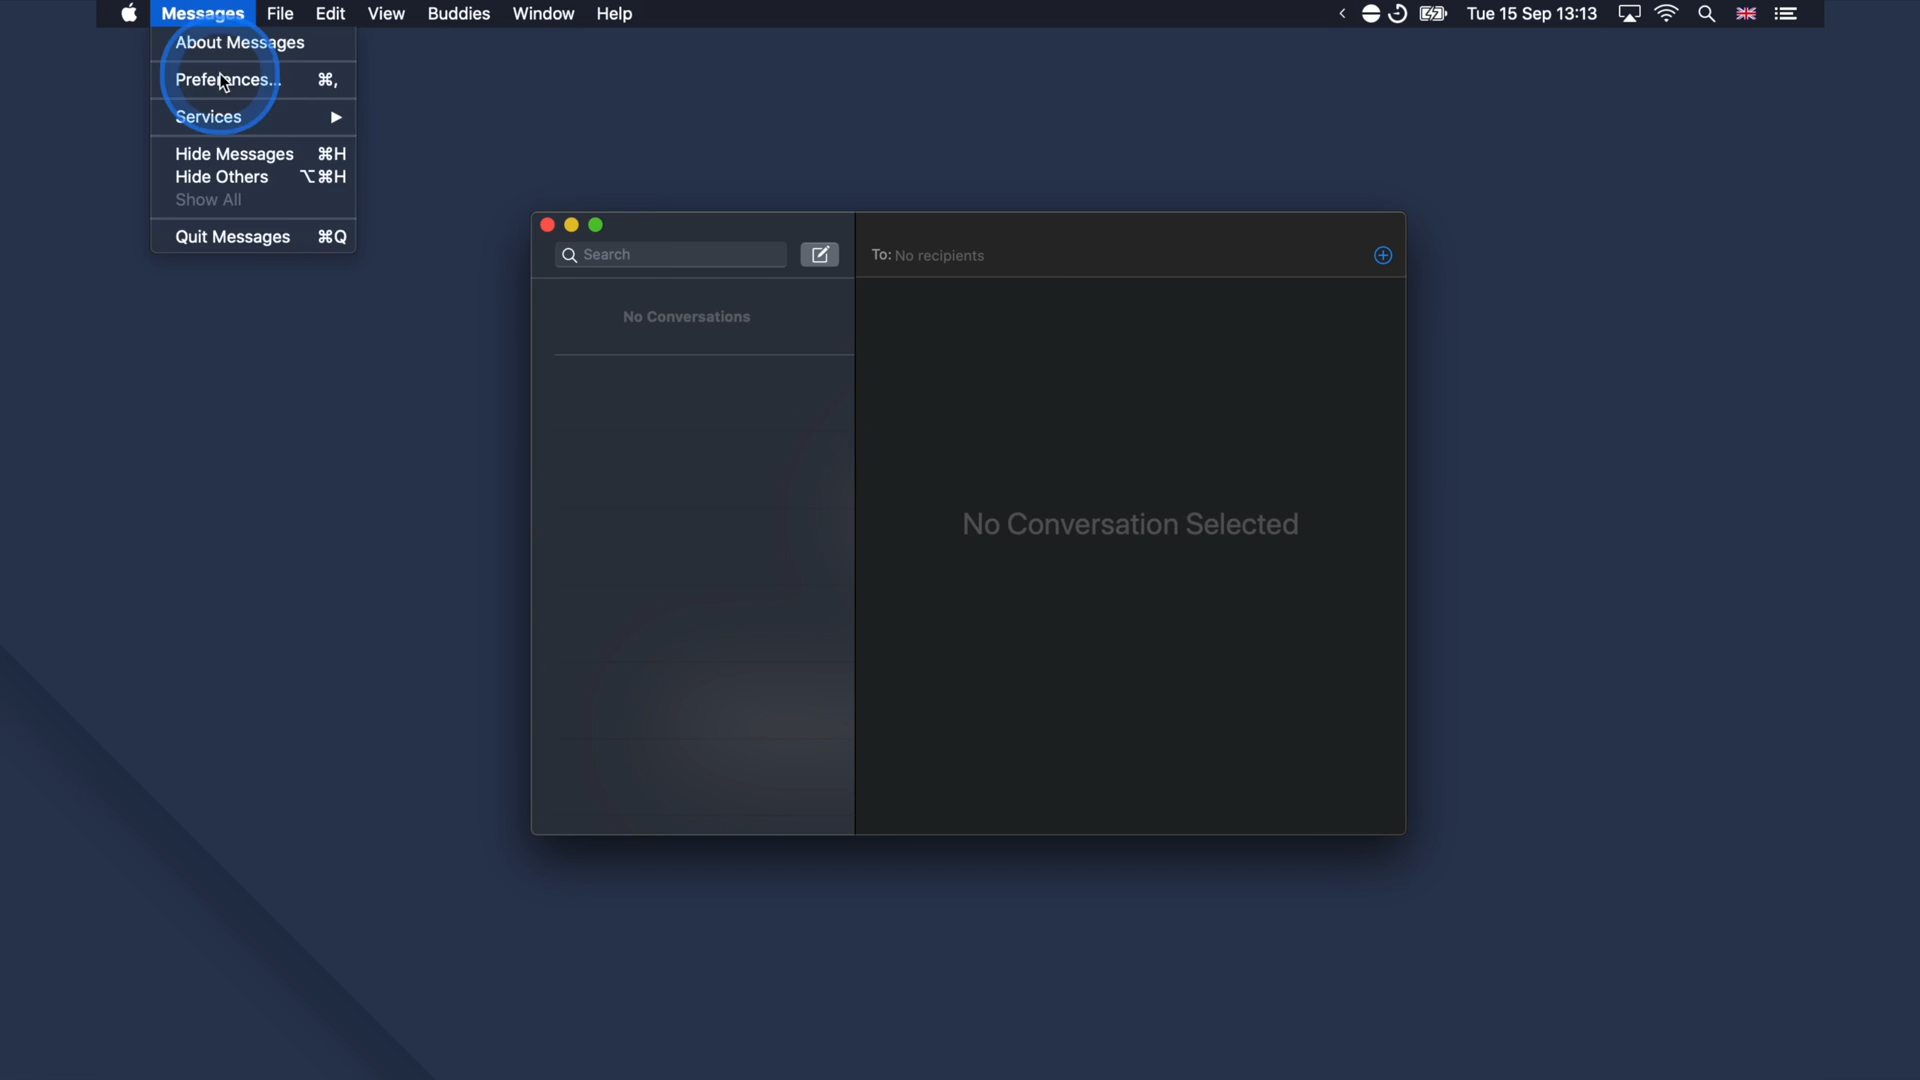 Messages File Edit View Buddies Window Help Tue 15 Sep 13:13
About Messages
Preferences... ⌘,
Services ▶
Hide Messages ⌘H
Hide Others ⌥⌘H
Show All
Quit Messages ⌘Q
Search
To: No recipients
No Conversations
No Conversation Selected